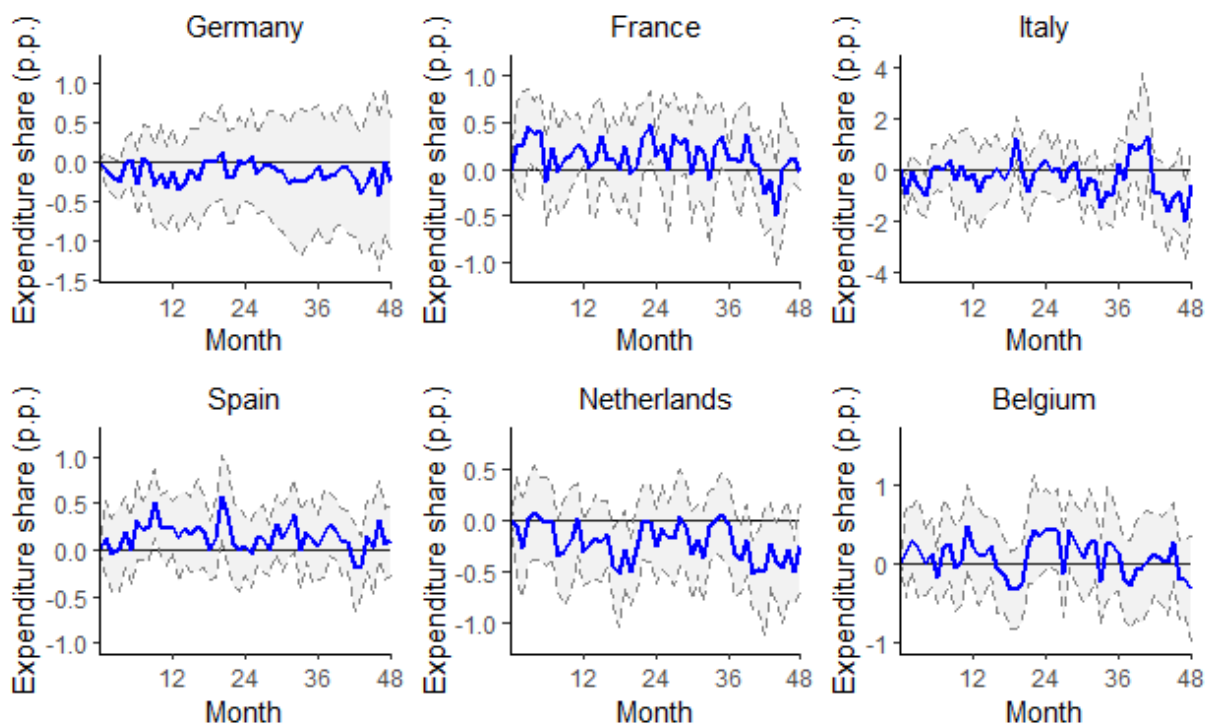 Germany
Expenditure share (p.p.)
1.0
0.5
0.0
-0.5
-1.0
-1.5
12 24 36 48
Month
France
Expenditure share (p.p.)
1.0
0.5
0.0
-0.5
-1.0
12 24 36 48
Month
Italy
Expenditure share (p.p.)
4
2
0
-2
-4
12 24 36 48
Month
Spain
Expenditure share (p.p.)
1.0
0.5
0.0
-0.5
-1.0
12 24 36 48
Month
Netherlands
Expenditure share (p.p.)
0.5
0.0
-0.5
-1.0
12 24 36 48
Month
Belgium
Expenditure share (p.p.)
1
0
-1
12 24 36 48
Month